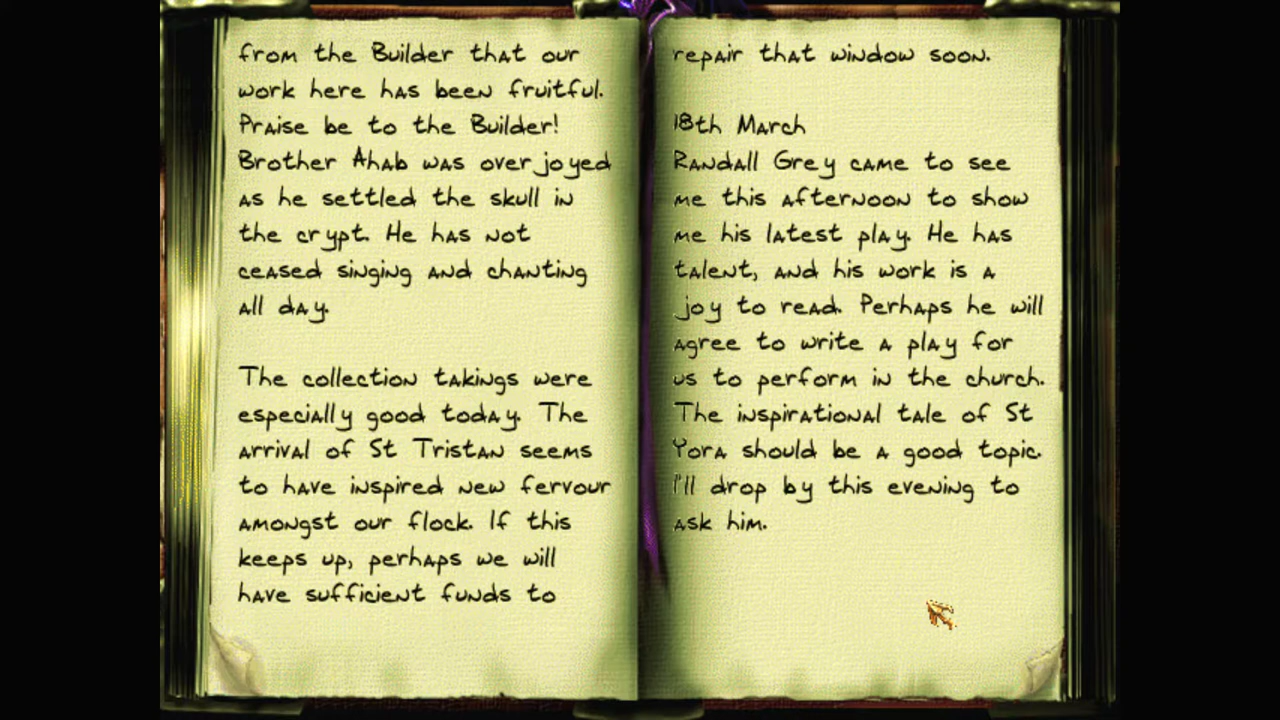 from the Builder that our
work here has been fruitful.
Praise be to the Builder!
Brother Ahab was overjoyed
as he settled the skull in
the crypt. He has not
ceased singing and chanting
all day.
The collection takings were
especially good today. The
arrival of St Tristan seems
to have inspired new fervour
amongst our flock. If this
keeps up, perhaps we will
have sufficient funds to
repair that window soon.
18th March
Randall Grey came to see
me this afternoon to show
me his latest play. He has
talent, and his work is a
joy to read. Perhaps he will
agree to write a play for
us to perform in the church.
The inspirational tale of St
Yora should be a good topic.
I'll drop by this evening to
ask him.